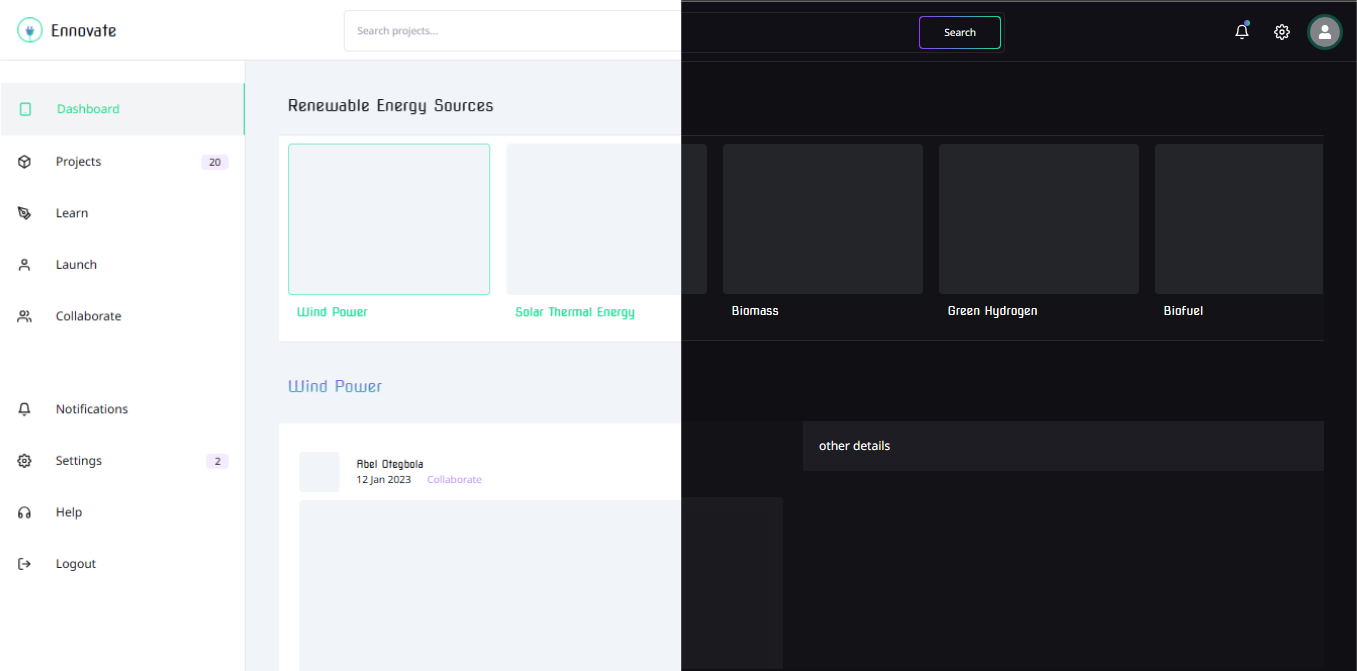 Ennovate
Search projects...
Search
Dashboard
Projects
20
Learn
Launch
Collaborate
Notifications
Settings
2
Help
Logout
Renewable Energy Sources
Wind Power
Solar Thermal Energy
Biomass
Green Hydrogen
Biofuel
Wind Power
Abel Otegbola
12 Jan 2023
Collaborate
other details